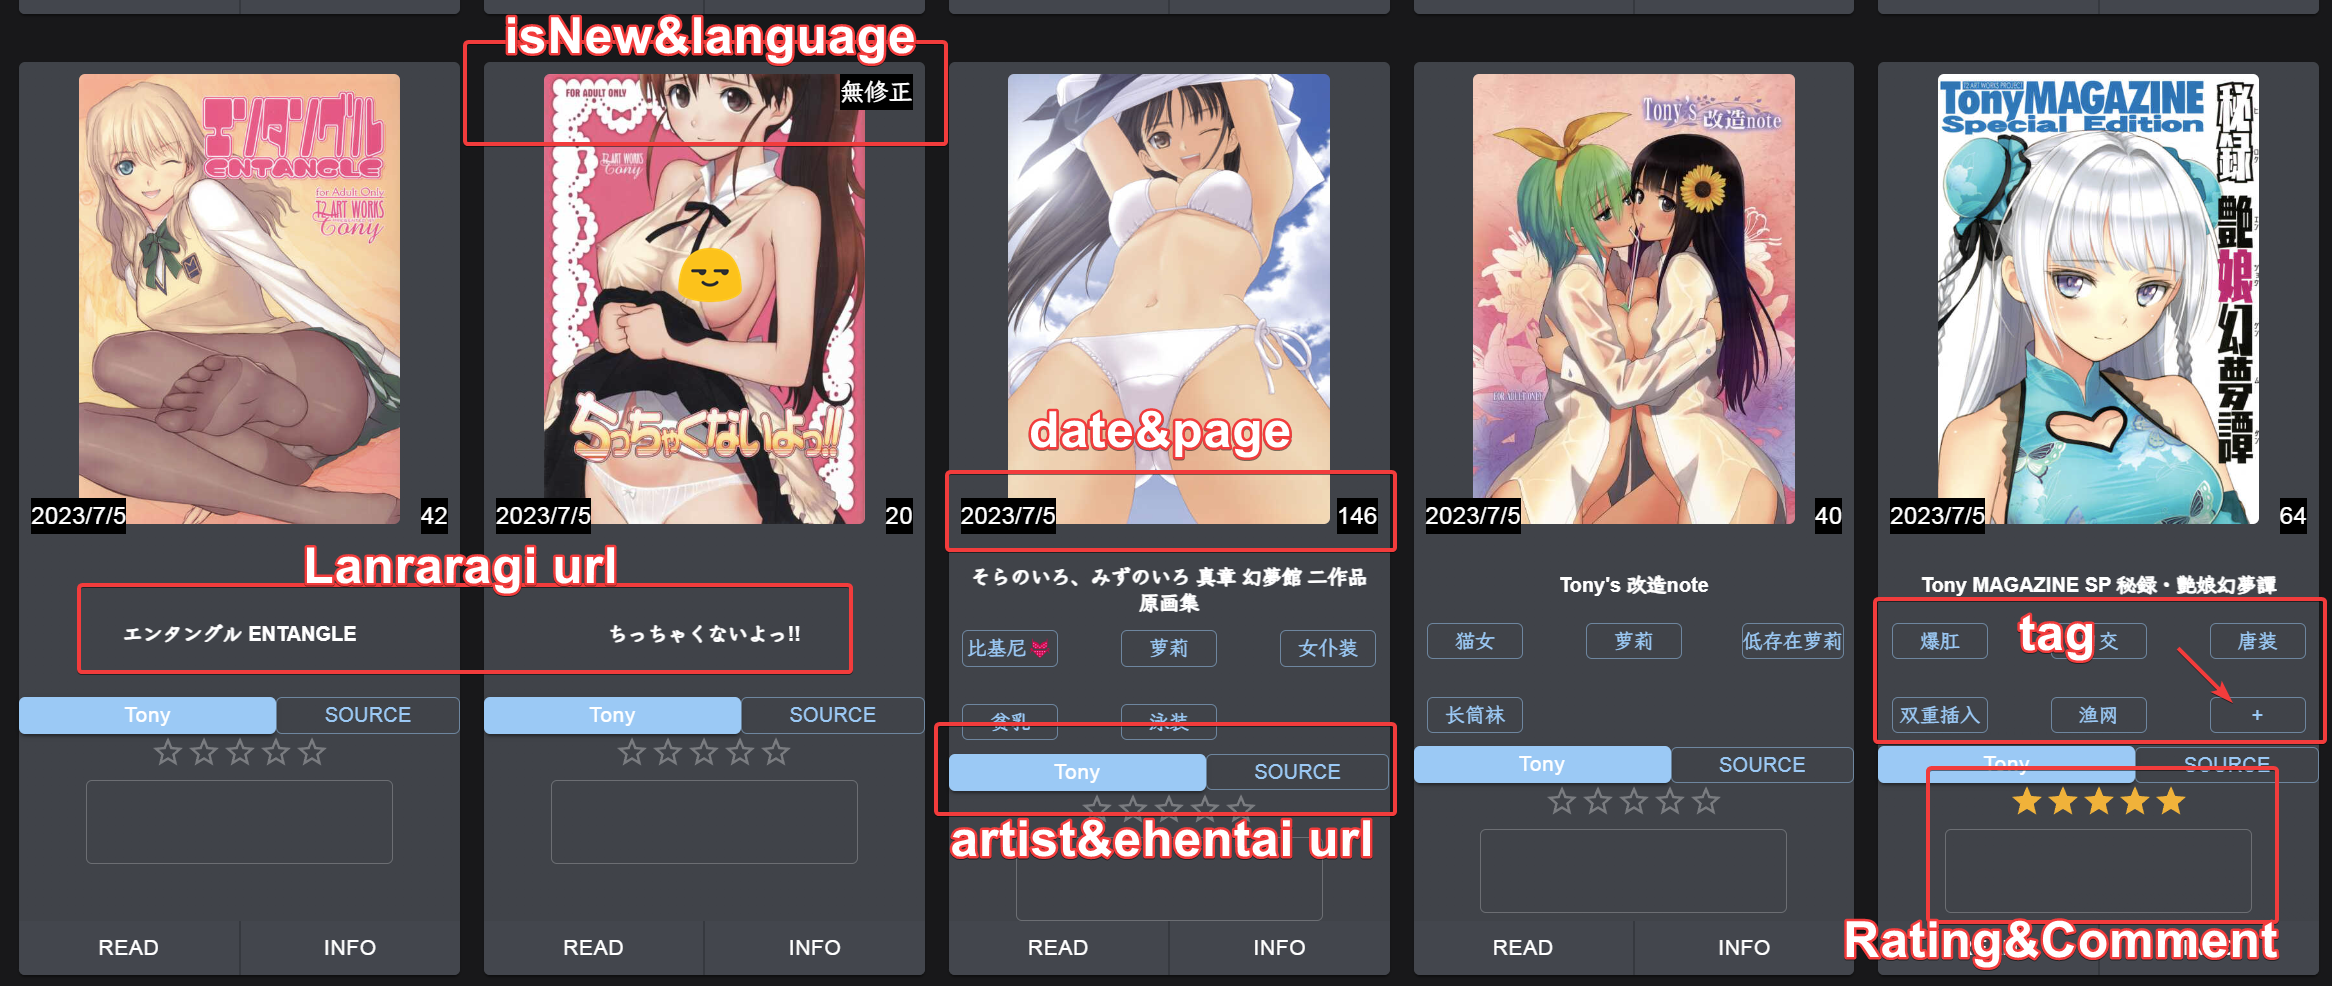 isNew&language
エンタングル
ENTANGLE
for Adult Only
T2 ART WORKS
Tony
2023/7/5
42
エンタングル ENTANGLE
Tony
SOURCE
READ
INFO
FOR ADULT ONLY
無修正
T2 ART WORKS
Tony
ちっちゃくないよっ!!
2023/7/5
20
Lanraragi url
ちっちゃくないよっ!!
Tony
SOURCE
READ
INFO
date&page
2023/7/5
146
そらのいろ、みずのいろ 真章 幻夢館 二作品
原画集
比基尼
萝莉
女仆装
贫乳
泳装
Tony
SOURCE
artist&ehentai url
READ
INFO
Tony's 改造note
FOR ADULT ONLY
2023/7/5
40
Tony's 改造note
猫女
萝莉
低存在萝莉
长筒袜
Tony
SOURCE
READ
INFO
T2 ART WORKS PROJECT
Tony MAGAZINE
Special Edition
秘録
艶娘幻夢譚
2023/7/5
64
Tony MAGAZINE SP 秘録・艶娘幻夢譚
tag
爆肛
交
唐装
双重插入
渔网
+
Tony
SOURCE
Rating&Comment